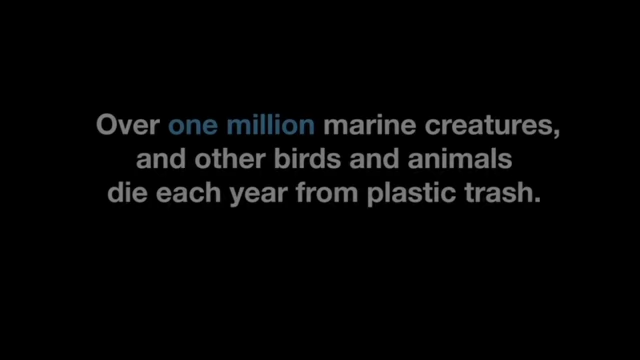 Over one million marine creatures,
and other birds and animals
die each year from plastic trash.